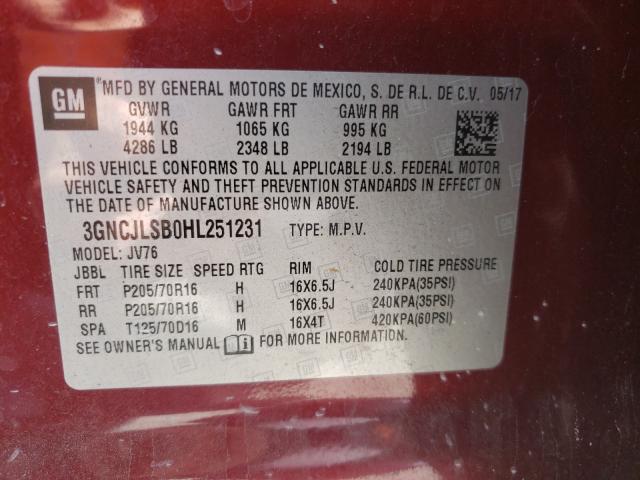 GM
® MFD BY GENERAL MOTORS DE MEXICO, S. DE R.L. DE C.V. 05/17
GVWR GAWR FRT GAWR RR
1944 KG 1065 KG 995 KG
4286 LB 2348 LB 2194 LB
THIS VEHICLE CONFORMS TO ALL APPLICABLE U.S. FEDERAL MOTOR
VEHICLE SAFETY AND THEFT PREVENTION STANDARDS IN EFFECT ON
THE DATE OF MANUFACTURE SHOWN ABOVE.
3GNCJLSB0HL251231 TYPE: M.P.V.
MODEL: JV76
JBBL TIRE SIZE SPEED RTG RIM COLD TIRE PRESSURE
FRT P205/70R16 H 16X6.5J 240KPA(35PSI)
RR P205/70R16 H 16X6.5J 240KPA(35PSI)
SPA T125/70D16 M 16X4T 420KPA(60PSI)
SEE OWNER'S MANUAL FOR MORE INFORMATION.